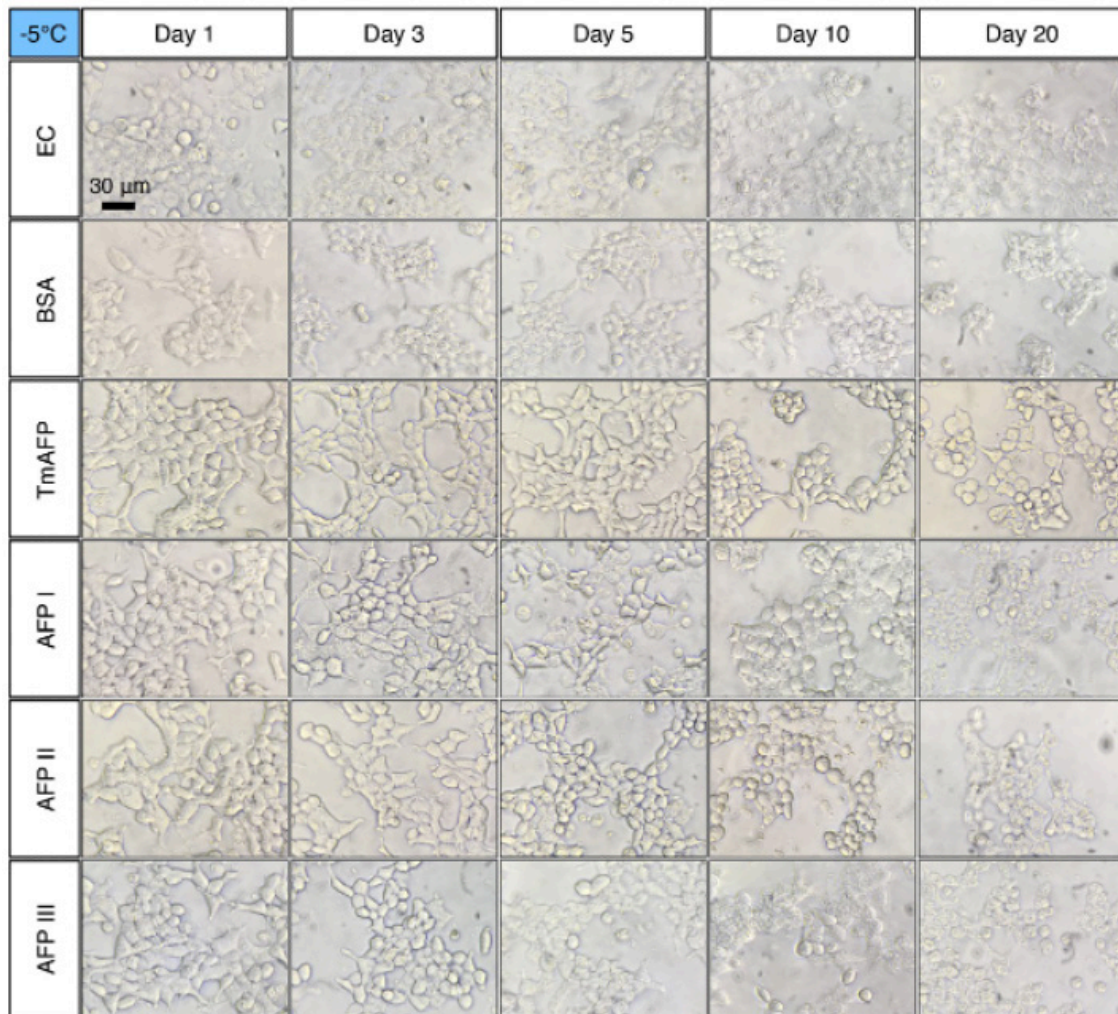 -5°C Day 1 Day 3 Day 5 Day 10 Day 20
EC
30 µm
BSA
TmAFP
AFP I
AFP II
AFP III